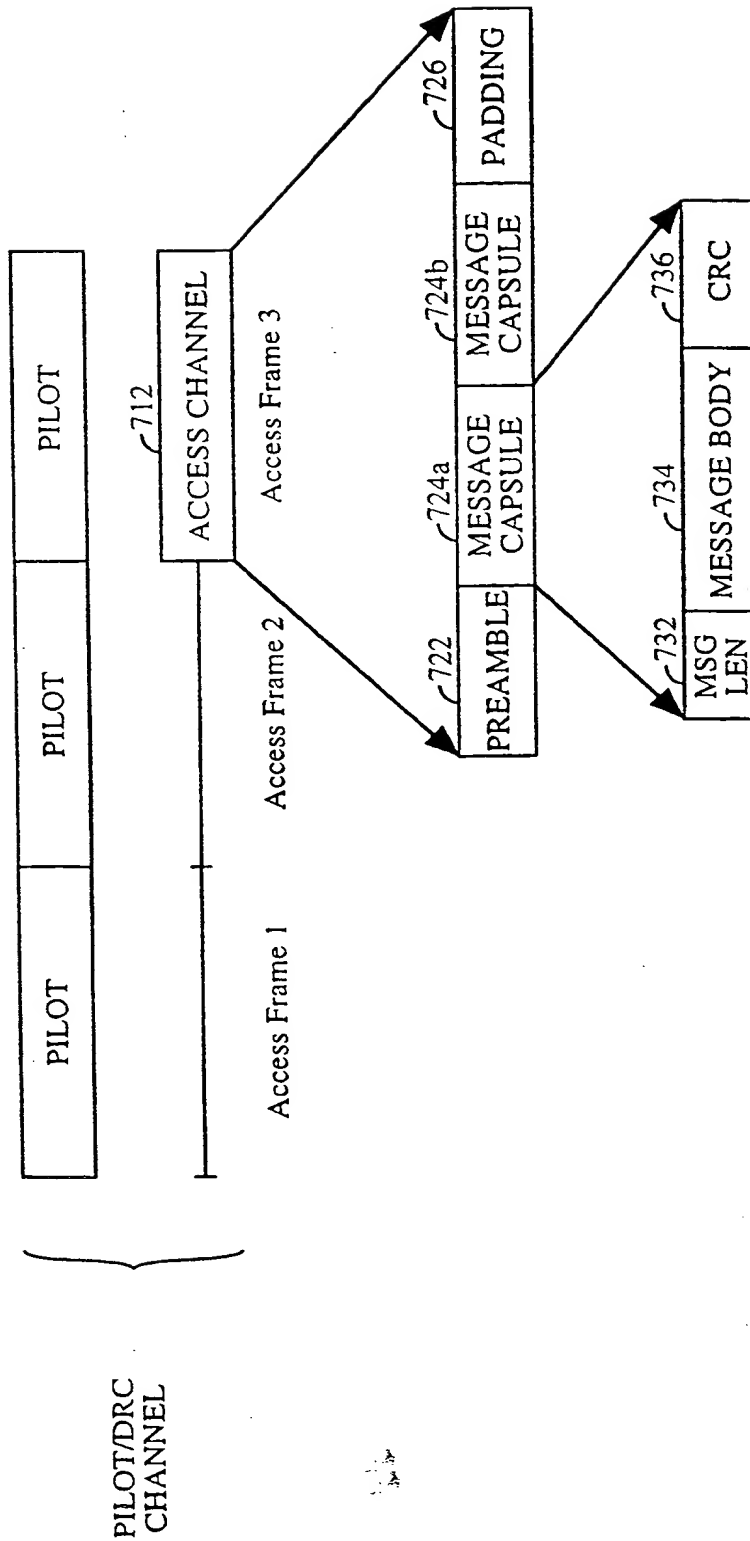 PILOT/DRC
CHANNEL
PILOT
PILOT
PILOT
712
ACCESS CHANNEL
Access Frame 1
Access Frame 2
Access Frame 3
722
724a
724b
726
PREAMBLE
MESSAGE
CAPSULE
MESSAGE
CAPSULE
PADDING
732
734
736
MSG
LEN
MESSAGE BODY
CRC